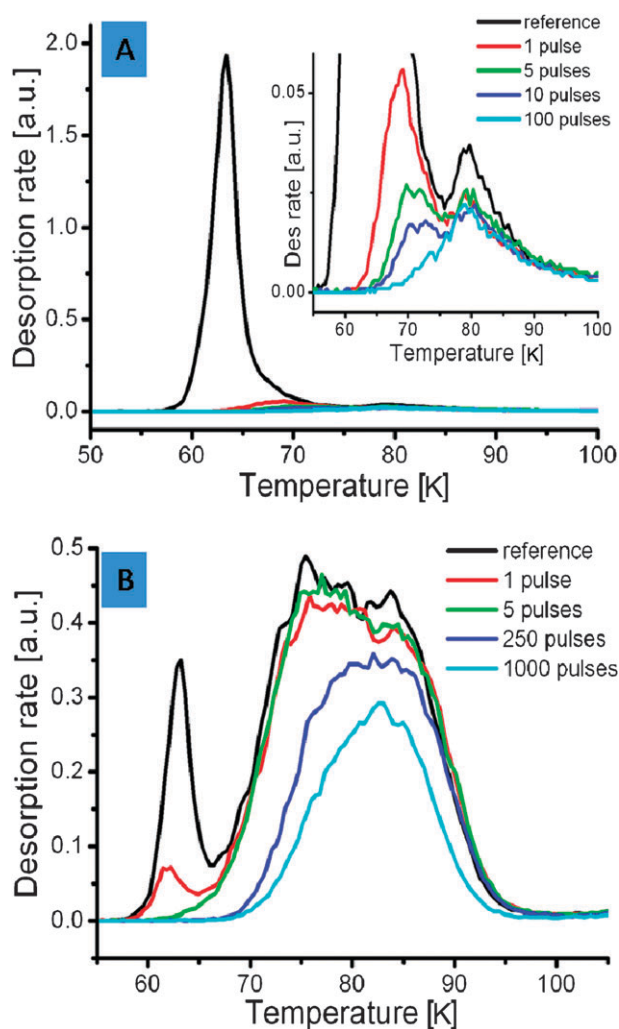 A
reference
1 pulse
5 pulses
10 pulses
100 pulses
Desorption rate [a.u.]
2.0
1.5
1.0
0.5
0.0
Des rate [a.u.]
0.05
0.00
60 70 80 90 100
Temperature [K]
50 60 70 80 90 100
Temperature [K]
B
reference
1 pulse
5 pulses
250 pulses
1000 pulses
Desorption rate [a.u.]
0.5
0.4
0.3
0.2
0.1
0.0
60 70 80 90 100
Temperature [K]